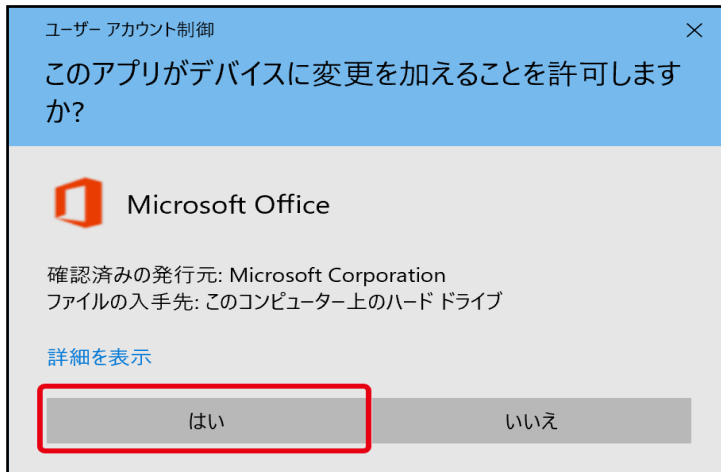 ユーザー アカウント制御
このアプリがデバイスに変更を加えることを許可します
か?
Microsoft Office
確認済みの発行元: Microsoft Corporation
ファイルの入手先: このコンピューター上のハード ドライブ
詳細を表示
はい
いいえ